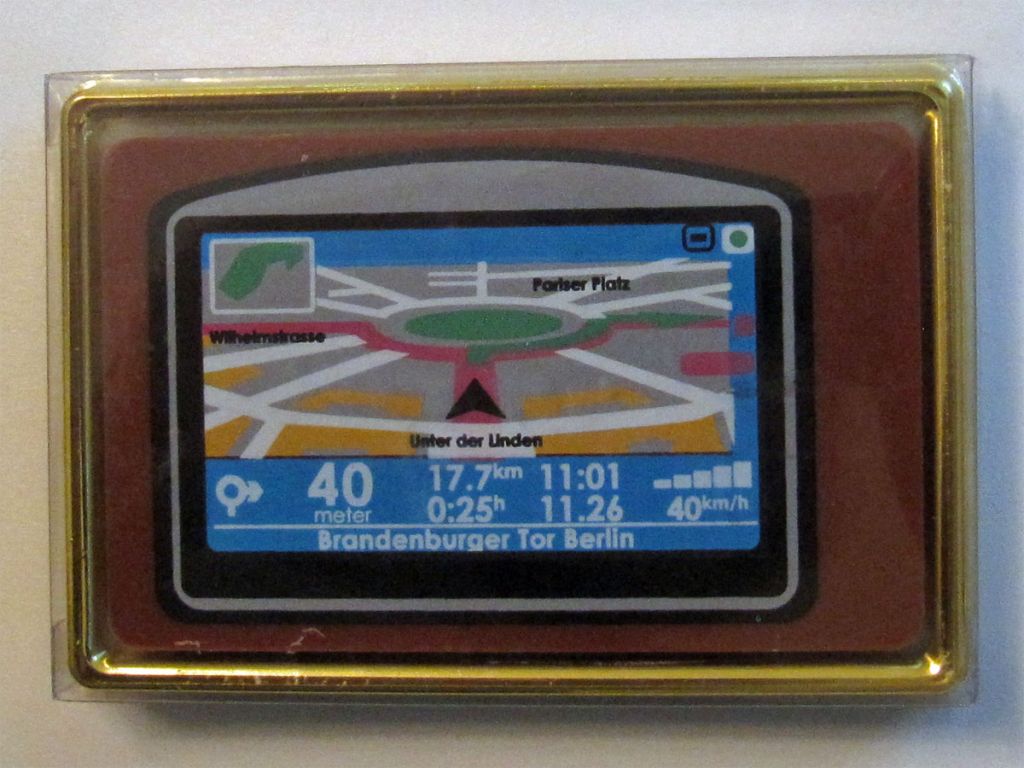 Pariser Platz
Wilhelmstrasse
Unter der Linden
40 meter
17.7km 11:01
0:25h 11.26
40km/h
Brandenburger Tor Berlin